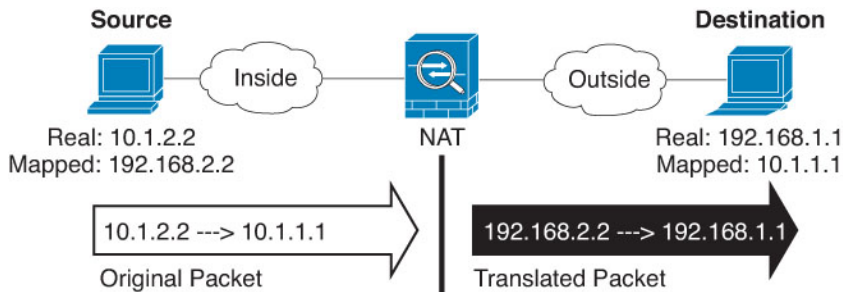 Source
Destination
Inside
Outside
NAT
Real: 10.1.2.2
Mapped: 192.168.2.2
Real: 192.168.1.1
Mapped: 10.1.1.1
10.1.2.2 ---> 10.1.1.1
192.168.2.2 ---> 192.168.1.1
Original Packet
Translated Packet